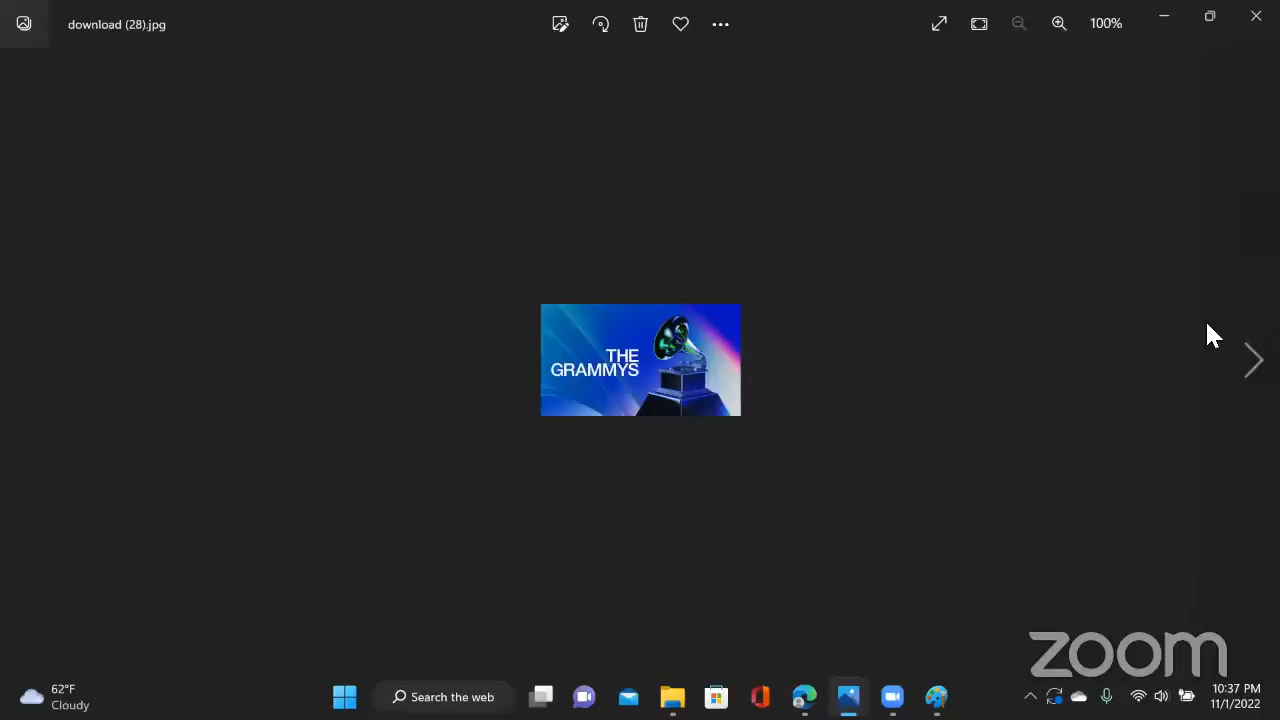 download (28).jpg
100%
THE
GRAMMYS
zoom
62°F
Cloudy
Search the web
10:37 PM
11/1/2022